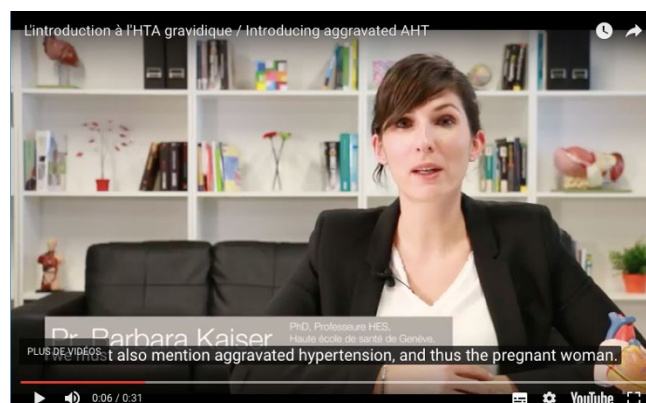 L'introduction à l'HTA gravidique / Introducing aggravated AHT
Pr. Barbara Kaiser
PhD, Professeure HES,
Haute école de santé de Genève,
PLUS DE VIDÉOS
t also mention aggravated hypertension, and thus the pregnant woman.
0:06 / 0:31
YouTube